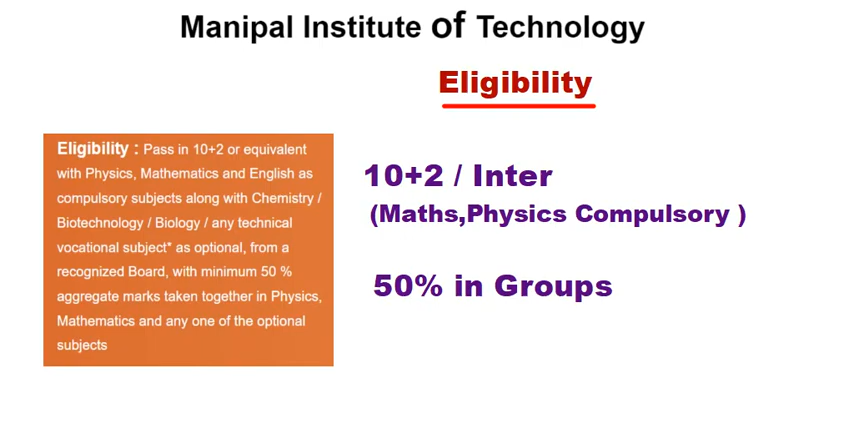 Manipal Institute of Technology
Eligibility
Eligibility : Pass in 10+2 or equivalent
with Physics, Mathematics and English as
compulsory subjects along with Chemistry /
Biotechnology / Biology / any technical
vocational subject* as optional, from a
recognized Board, with minimum 50 %
aggregate marks taken together in Physics,
Mathematics and any one of the optional
subjects
10+2 / Inter
(Maths,Physics Compulsory )
50% in Groups